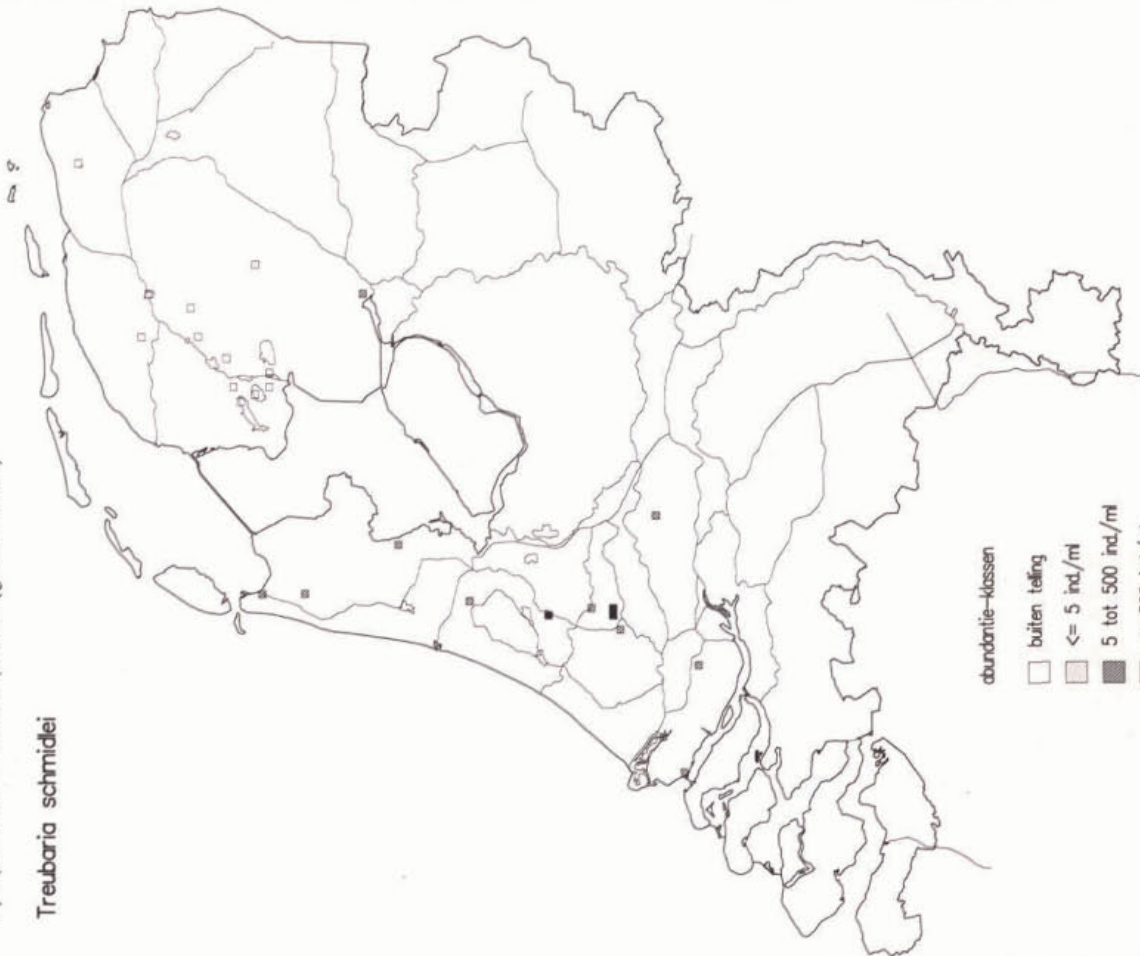 Treubaria schmidlei
abundantie-klassen
buiten telling
<= 5 ind./ml
5 tot 500 ind./ml